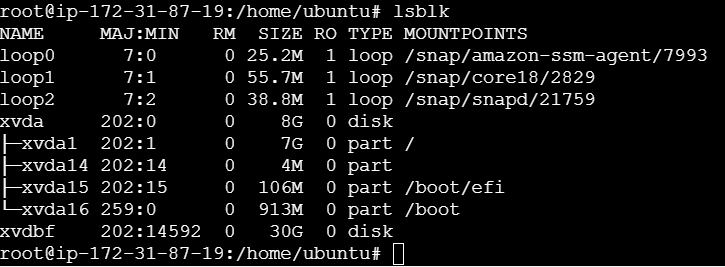 root@ip-172-31-87-19:/home/ubuntu# lsblk
NAME     MAJ:MIN   RM  SIZE RO TYPE MOUNTPOINTS
loop0      7:0      0 25.2M  1 loop /snap/amazon-ssm-agent/7993
loop1      7:1      0 55.7M  1 loop /snap/core18/2829
loop2      7:2      0 38.8M  1 loop /snap/snapd/21759
xvda     202:0      0    8G  0 disk
├─xvda1  202:1      0    7G  0 part /
├─xvda14 202:14     0    4M  0 part
├─xvda15 202:15     0  106M  0 part /boot/efi
└─xvda16 259:0      0  913M  0 part /boot
xvdbf    202:14592  0   30G  0 disk
root@ip-172-31-87-19:/home/ubuntu#